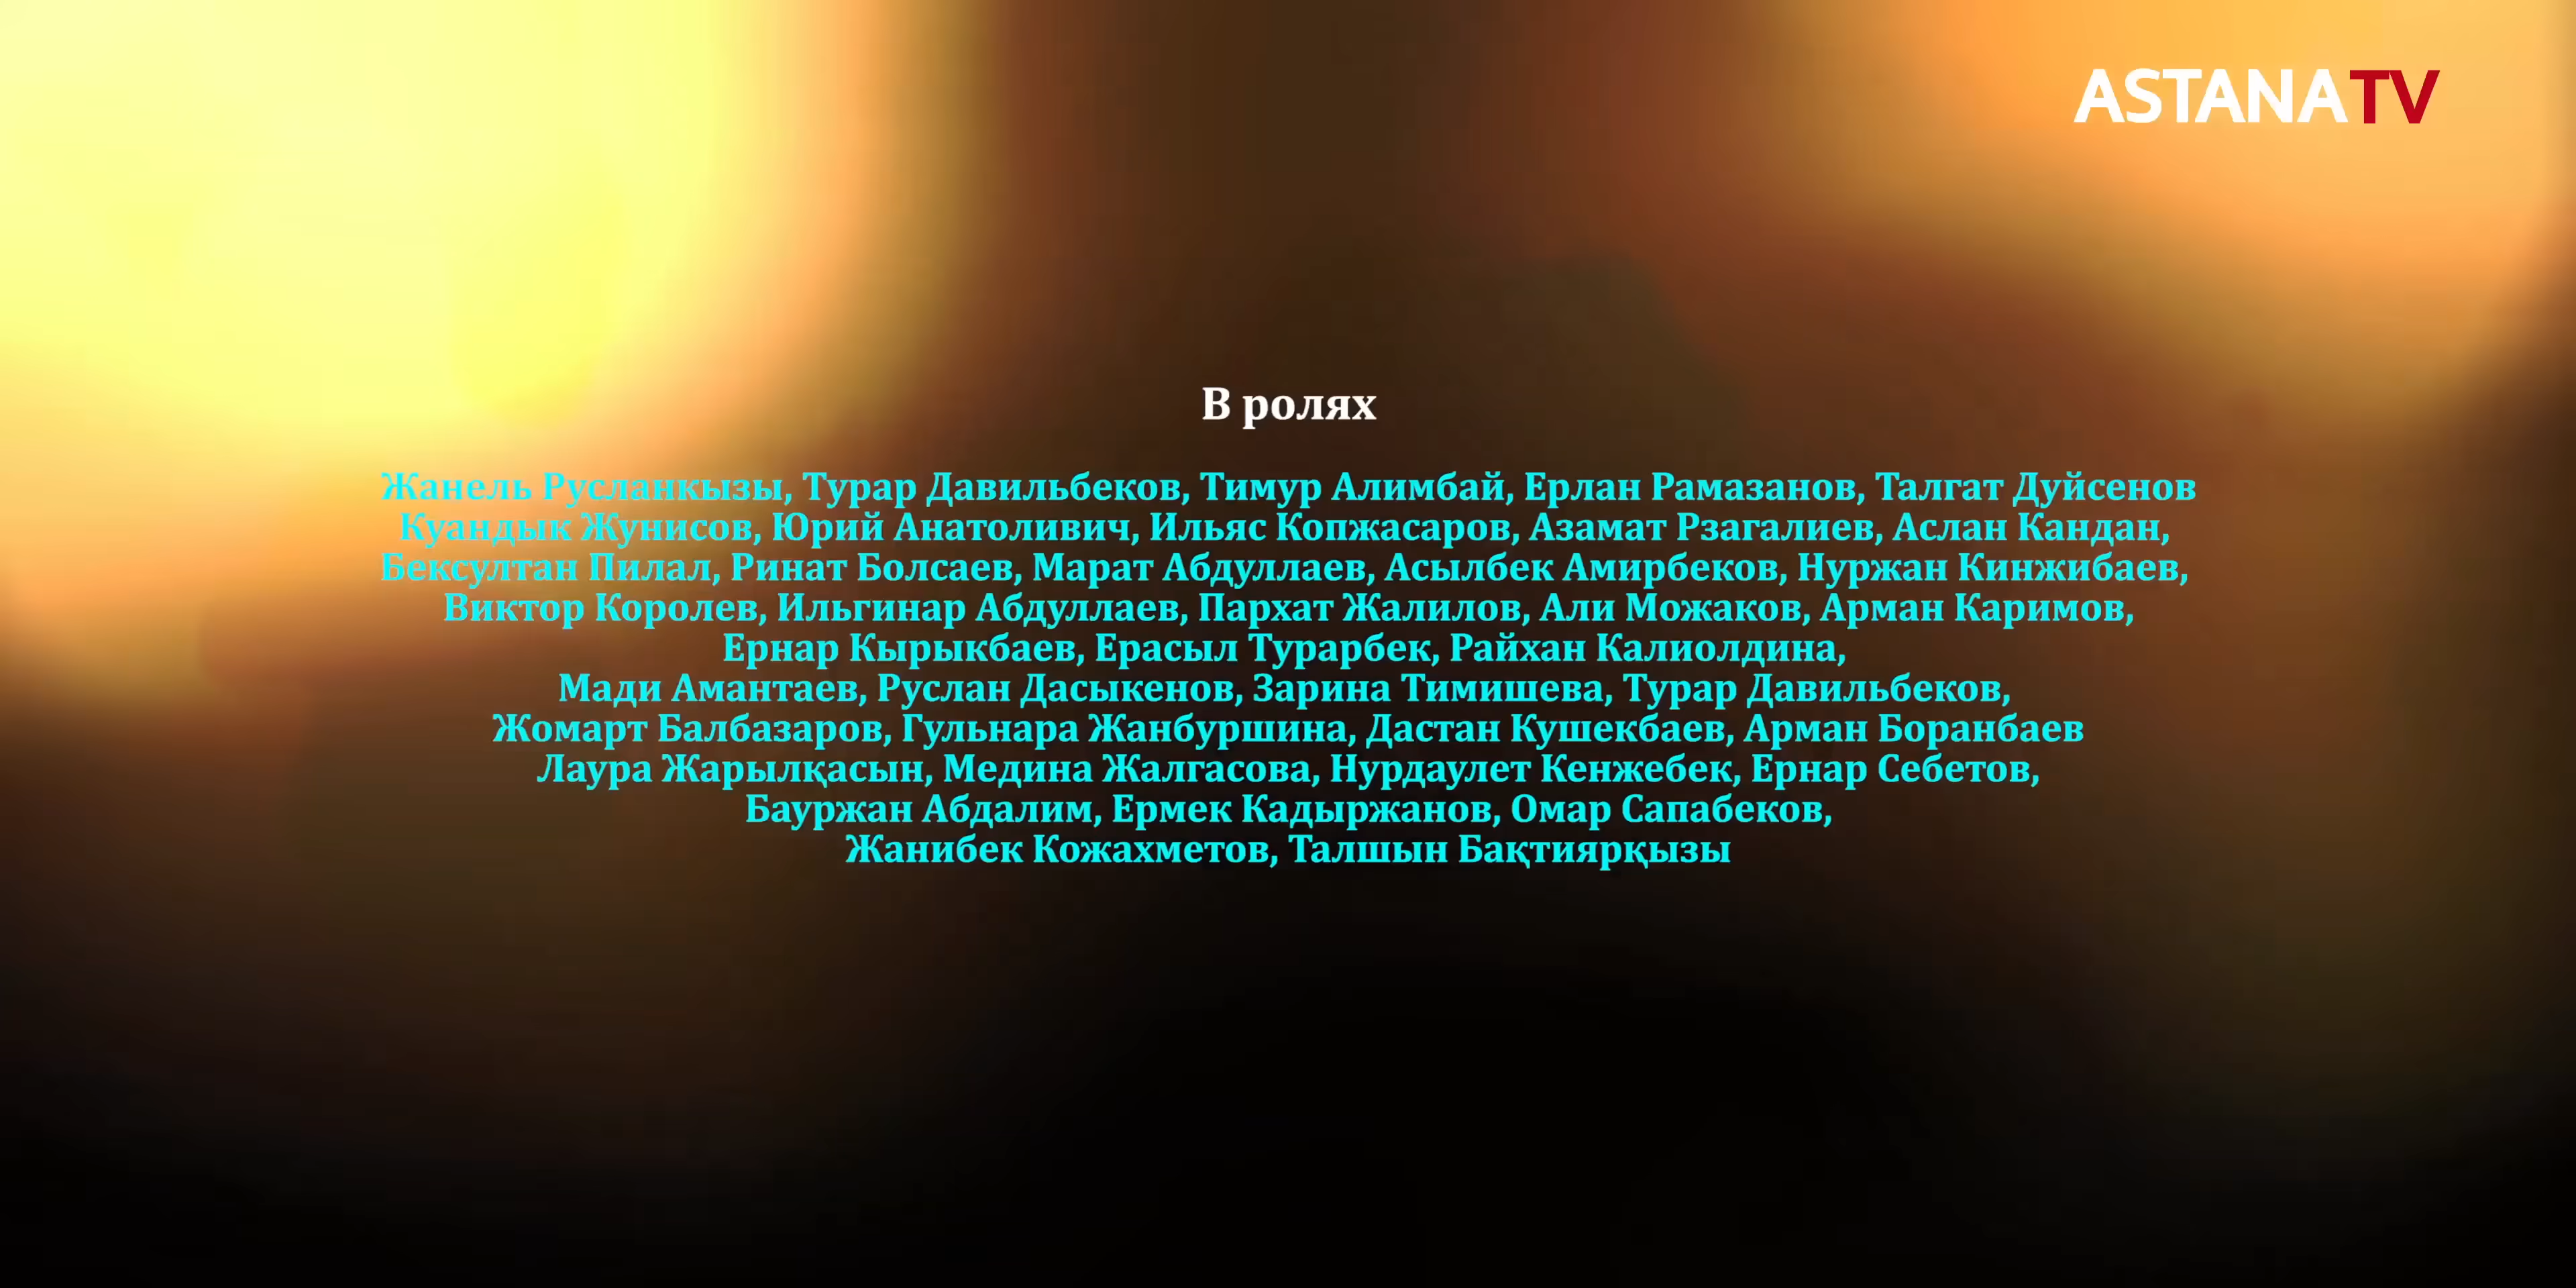 ASTANATV
В ролях
Жанель Русланкызы, Турар Давильбеков, Тимур Алимбай, Ерлан Рамазанов, Талгат Дуйсенов
Куандык Жунисов, Юрий Анатоливич, Ильяс Копжасаров, Азамат Рзагалиев, Аслан Кандан,
Бексултан Пилал, Ринат Болсаев, Марат Абдуллаев, Асылбек Амирбеков, Нуржан Кинжибаев,
Виктор Королев, Ильгинар Абдуллаев, Пархат Жалилов, Али Можаков, Арман Каримов,
Ернар Кырыкбаев, Ерасыл Турарбек, Райхан Калиолдина,
Мади Амантаев, Руслан Дасыкенов, Зарина Тимишева, Турар Давильбеков,
Жомарт Балбазаров, Гульнара Жанбуршина, Дастан Кушекбаев, Арман Боранбаев
Лаура Жарылқасын, Медина Жалгасова, Нурдаулет Кенжебек, Ернар Себетов,
Бауржан Абдалим, Ермек Кадыржанов, Омар Сапабеков,
Жанибек Кожахметов, Талшын Бақтиярқызы